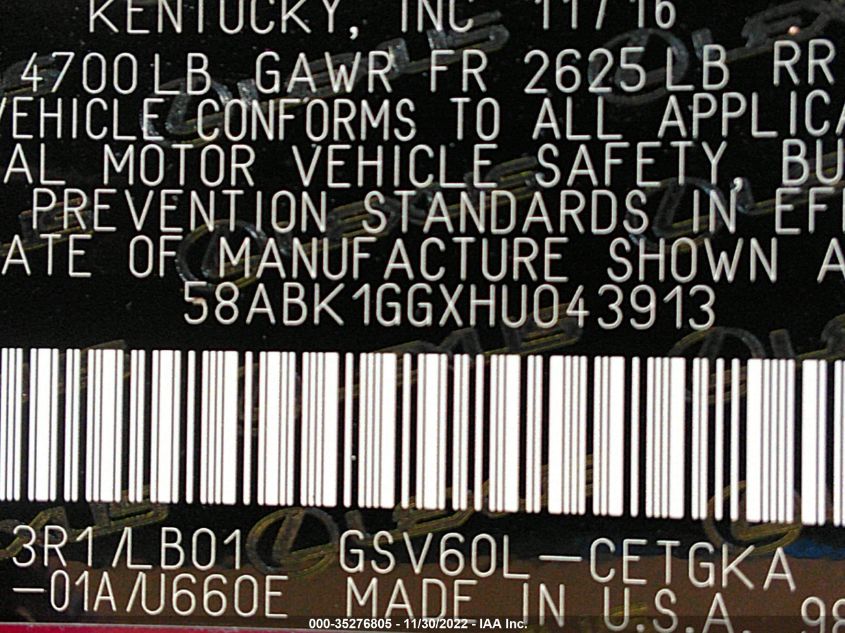 KENTUCKY, INC 11/16
4700LB GAWR FR 2625LB RR
VEHICLE CONFORMS TO ALL APPLICA
AL MOTOR VEHICLE SAFETY, BU
PREVENTION STANDARDS IN EFF
ATE OF MANUFACTURE SHOWN A
58ABK1GGXHU043913
3R1/LB01 GSV60L-CETGKA
-01A/U660E MADE IN U.S.A 98
000-35276805 - 11/30/2022 - IAA Inc.